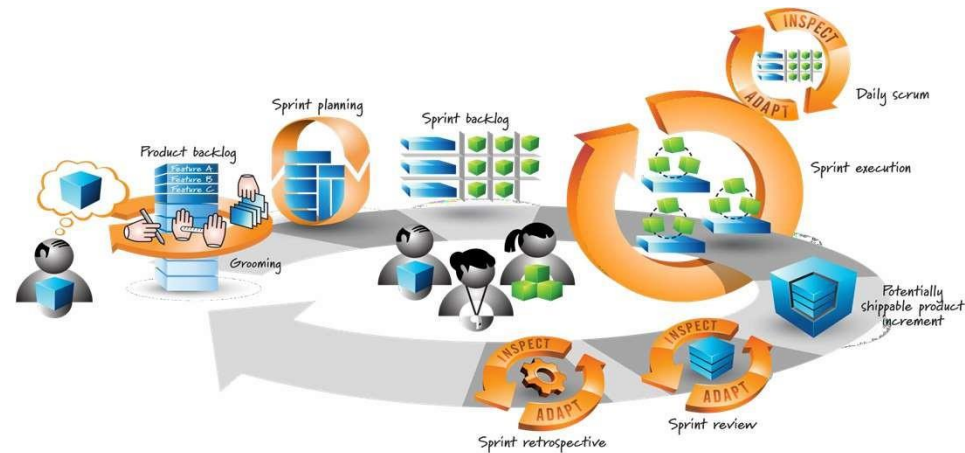 Product backlog
Feature A
Feature B
Feature C
Grooming
Sprint planning
Sprint backlog
INSPECT
ADAPT
Daily scrum
Sprint execution
Potentially
shippable product
increment
INSPECT
ADAPT
Sprint review
INSPECT
ADAPT
Sprint retrospective